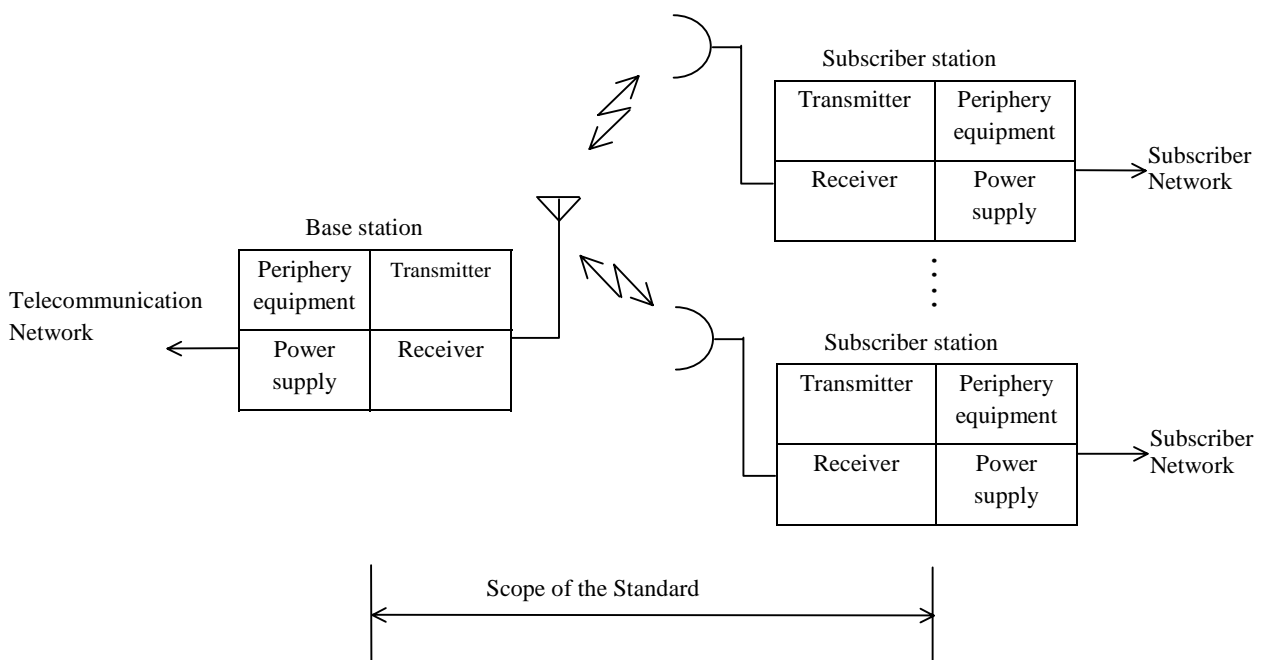 Subscriber station
Transmitter
Periphery
equipment
Receiver
Power
supply
Subscriber
Network
Base station
Periphery
equipment
Transmitter
Telecommunication
Network
Power
supply
Receiver
Subscriber station
Transmitter
Periphery
equipment
Receiver
Power
supply
Subscriber
Network
Scope of the Standard